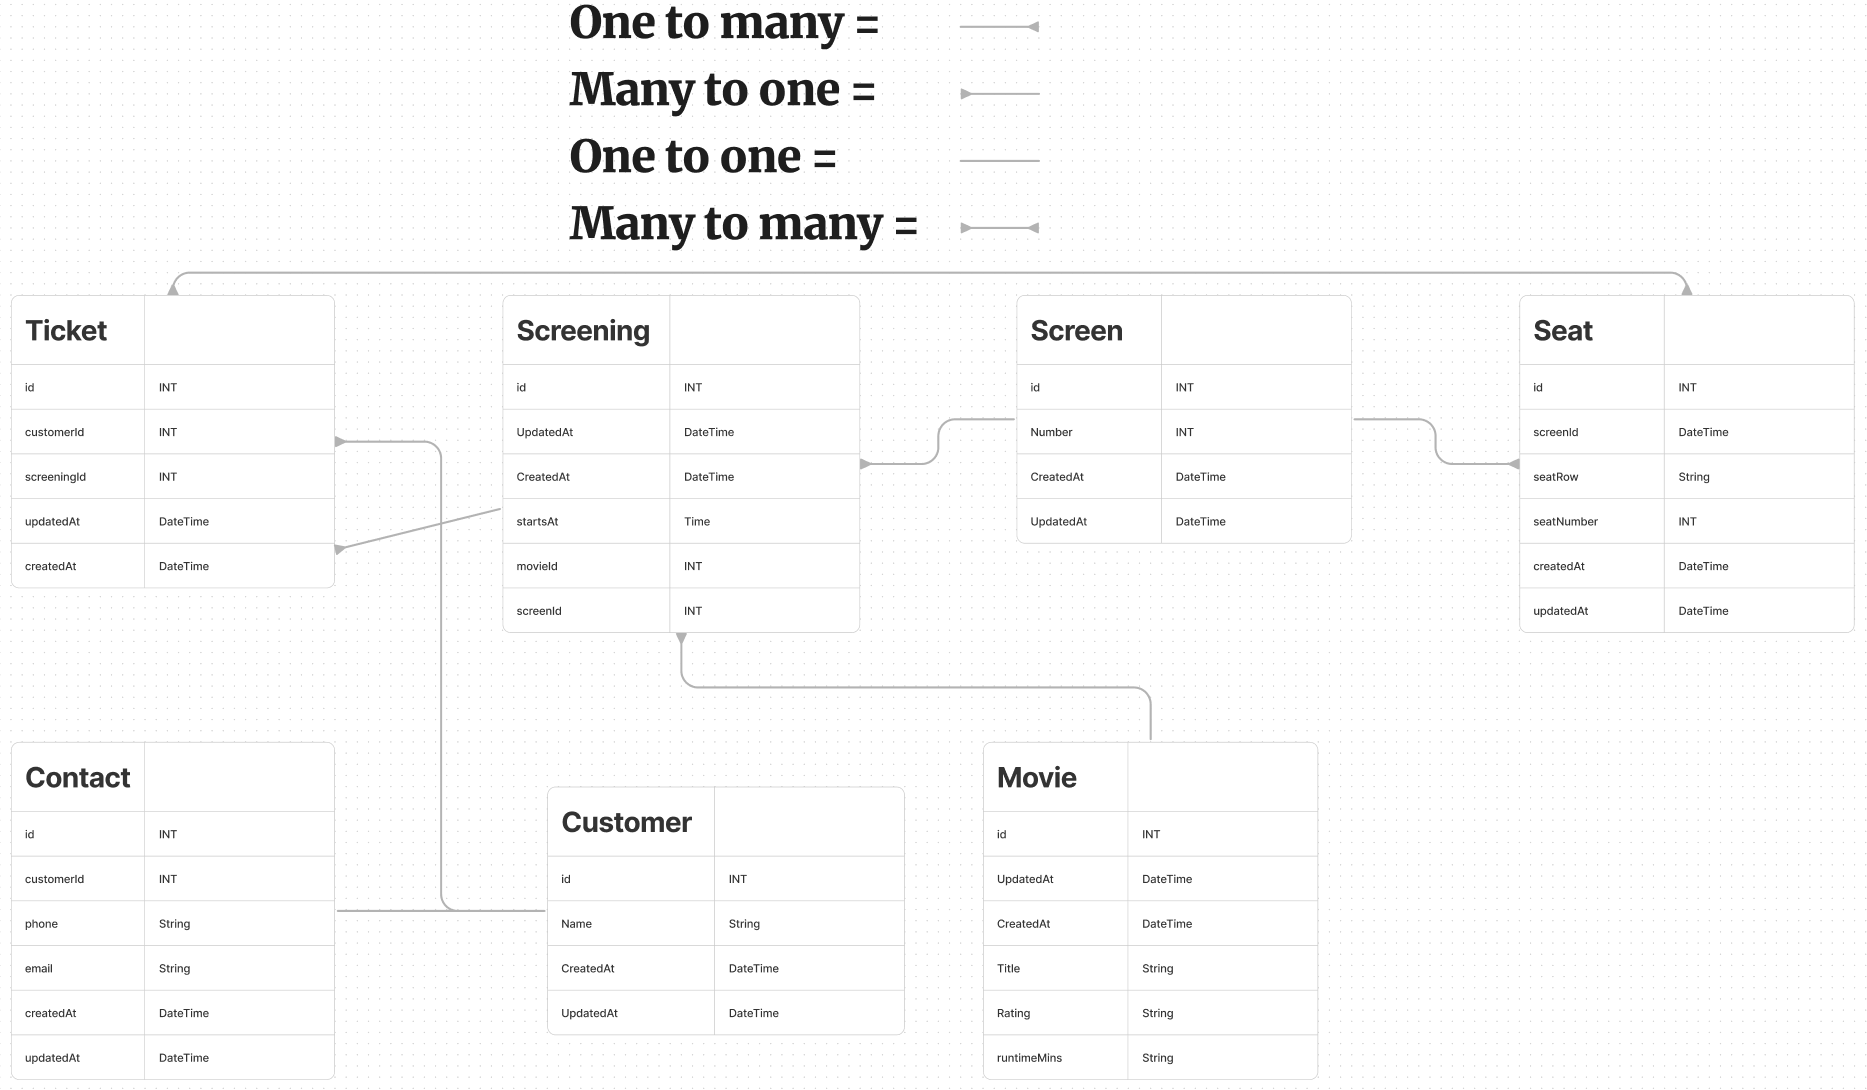 One to many =
Many to one =
One to one =
Many to many =
Ticket
id INT
customerId INT
screeningId INT
updatedAt DateTime
createdAt DateTime
Screening
id INT
UpdatedAt DateTime
CreatedAt DateTime
startsAt Time
movieId INT
screenId INT
Screen
id INT
Number INT
CreatedAt DateTime
UpdatedAt DateTime
Seat
id INT
screenId DateTime
seatRow String
seatNumber INT
createdAt DateTime
updatedAt DateTime
Contact
id INT
customerId INT
phone String
email String
createdAt DateTime
updatedAt DateTime
Customer
id INT
Name String
CreatedAt DateTime
UpdatedAt DateTime
Movie
id INT
UpdatedAt DateTime
CreatedAt DateTime
Title String
Rating String
runtimeMins String